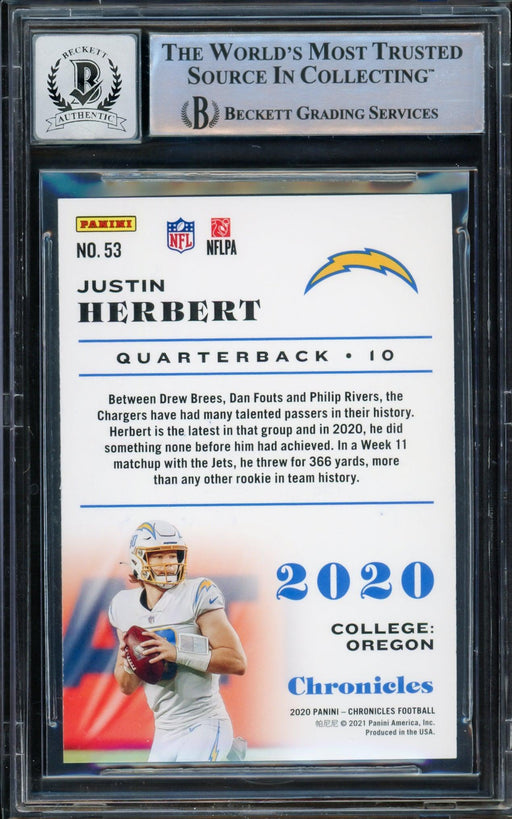 BECKETT
B
AUTHENTIC
THE WORLD'S MOST TRUSTED
SOURCE IN COLLECTING™
B BECKETT GRADING SERVICES
PANINI
NO. 53
NFL
NFLPA
JUSTIN
HERBERT
QUARTERBACK • 10
Between Drew Brees, Dan Fouts and Philip Rivers, the
Chargers have had many talented passers in their history.
Herbert is the latest in that group and in 2020, he did
something none before him had achieved. In a Week 11
matchup with the Jets, he threw for 366 yards, more
than any other rookie in team history.
2020
COLLEGE:
OREGON
Chronicles
2020 PANINI – CHRONICLES FOOTBALL
帕尼尼 © 2021 Panini America, Inc.
Produced in the USA.